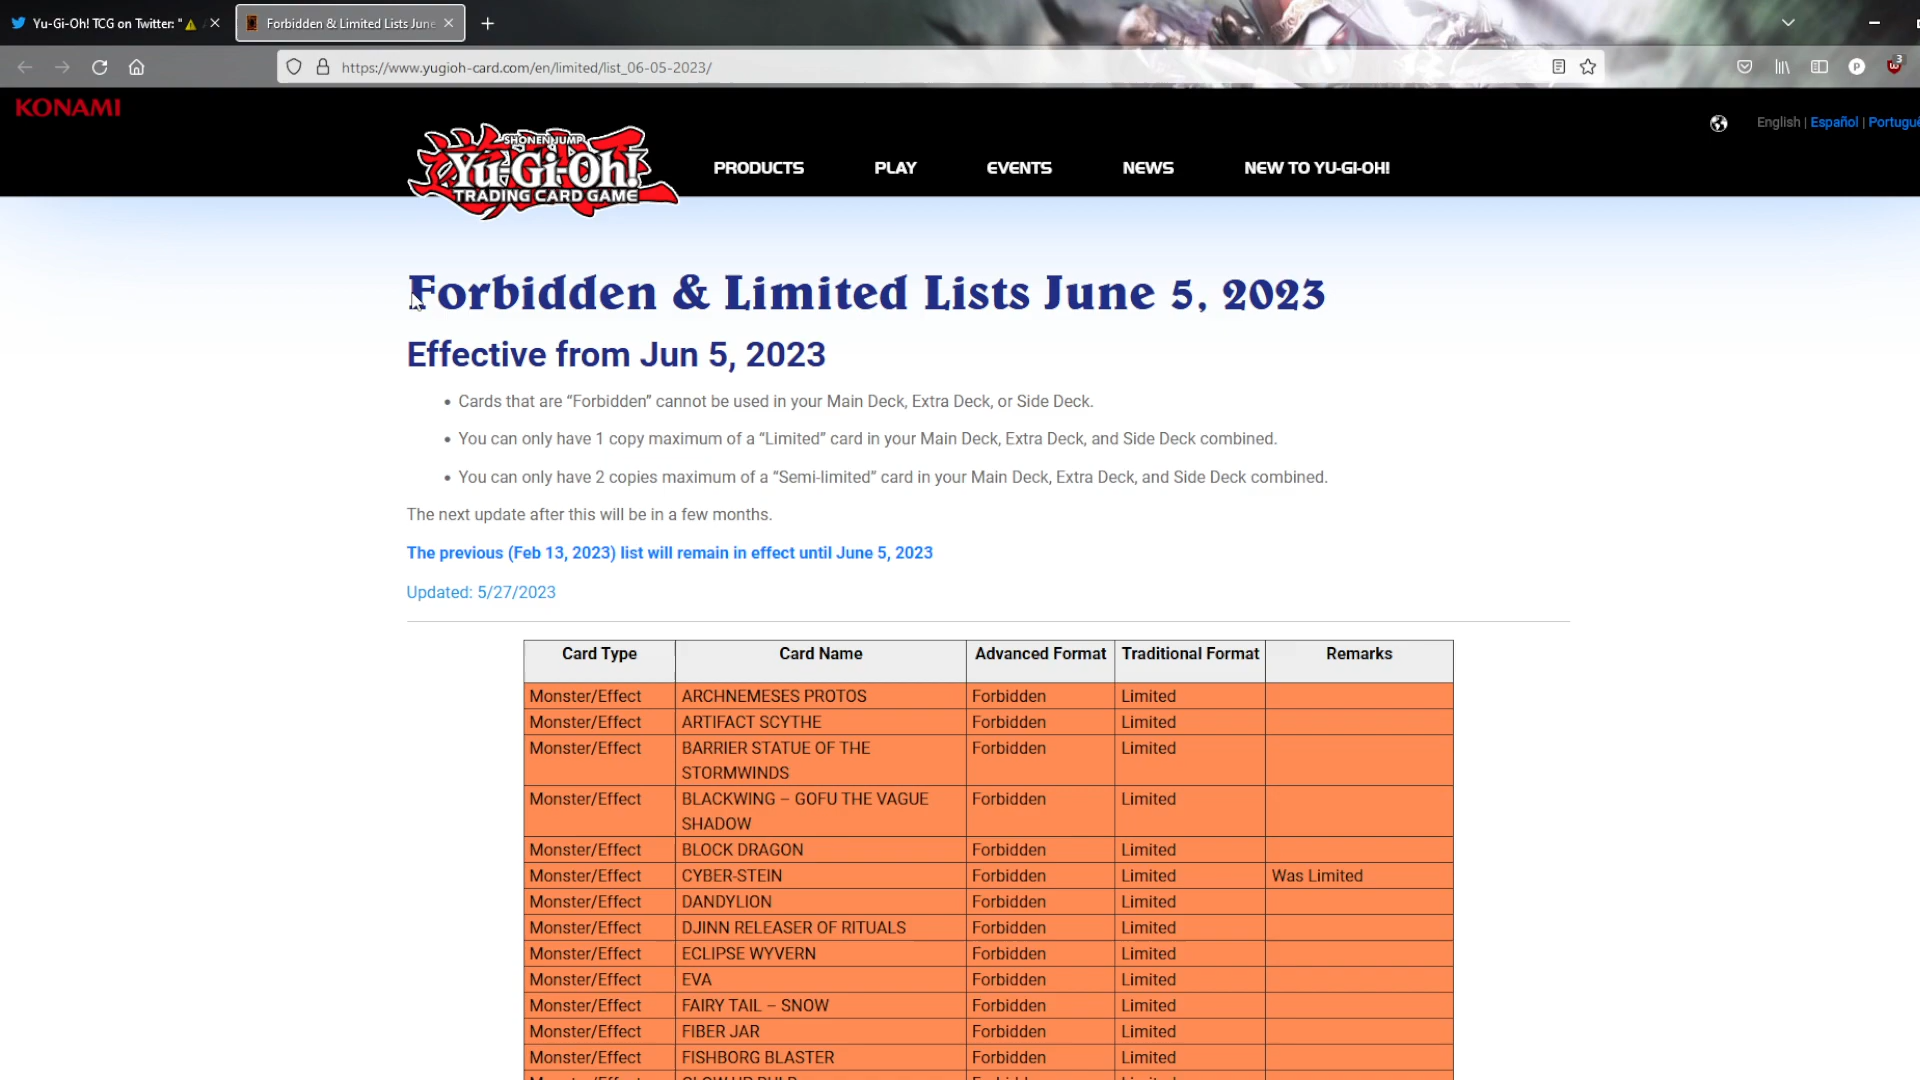 Yu-Gi-Oh! TCG on Twitter: "
Forbidden & Limited Lists June
https://www.yugioh-card.com/en/limited/list_06-05-2023/
3
KONAMI
English | Español |
SHONEN JUMP
Yu-Gi-Oh!
TRADING CARD GAME
PRODUCTS PLAY EVENTS NEWS NEW TO YU-GI-OH!
Forbidden & Limited Lists June 5, 2023
Effective from Jun 5, 2023
• Cards that are “Forbidden” cannot be used in your Main Deck, Extra Deck, or Side Deck.
• You can only have 1 copy maximum of a “Limited” card in your Main Deck, Extra Deck, and Side Deck combined.
• You can only have 2 copies maximum of a “Semi-limited” card in your Main Deck, Extra Deck, and Side Deck combined.
The next update after this will be in a few months.
The previous (Feb 13, 2023) list will remain in effect until June 5, 2023
Updated: 5/27/2023
Card Type Card Name Advanced Format Traditional Format Remarks
Monster/Effect ARCHNEMESES PROTOS Forbidden Limited
Monster/Effect ARTIFACT SCYTHE Forbidden Limited
Monster/Effect BARRIER STATUE OF THE Forbidden Limited
STORMWINDS
Monster/Effect BLACKWING – GOFU THE VAGUE Forbidden Limited
SHADOW
Monster/Effect BLOCK DRAGON Forbidden Limited
Monster/Effect CYBER-STEIN Forbidden Limited Was Limited
Monster/Effect DANDYLION Forbidden Limited
Monster/Effect DJINN RELEASER OF RITUALS Forbidden Limited
Monster/Effect ECLIPSE WYVERN Forbidden Limited
Monster/Effect EVA Forbidden Limited
Monster/Effect FAIRY TAIL – SNOW Forbidden Limited
Monster/Effect FIBER JAR Forbidden Limited
Monster/Effect FISHBORG BLASTER Forbidden Limited